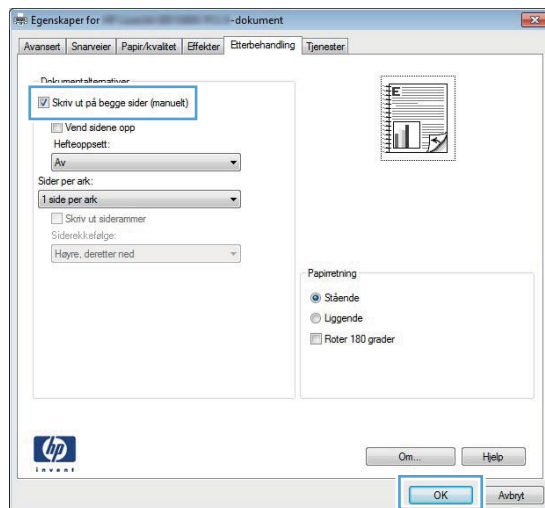 Egenskaper for -dokument
Avansert Snarveier Papir/kvalitet Effekter Etterbehandling Tjenester
Dokumentalternativer
Skriv ut på begge sider (manuelt)
Vend sidene opp
Hefteoppsett:
Av
Sider per ark:
1 side per ark
Skriv ut siderammer
Siderekkefølge:
Høyre, deretter ned
E
Papirretning
Stående
Liggende
Roter 180 grader
hp
invent
Om... Hjelp
OK Avbryt